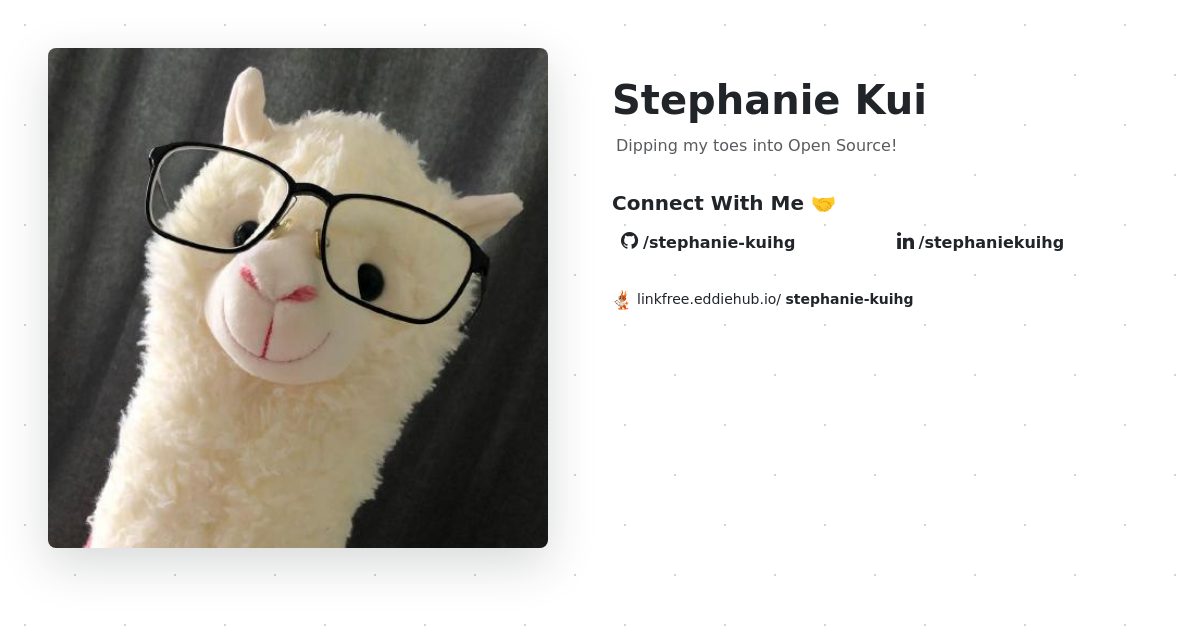 Stephanie Kui
Dipping my toes into Open Source!
Connect With Me 🤝
/stephanie-kuihg
in /stephaniekuihg
linkfree.eddiehub.io/ stephanie-kuihg